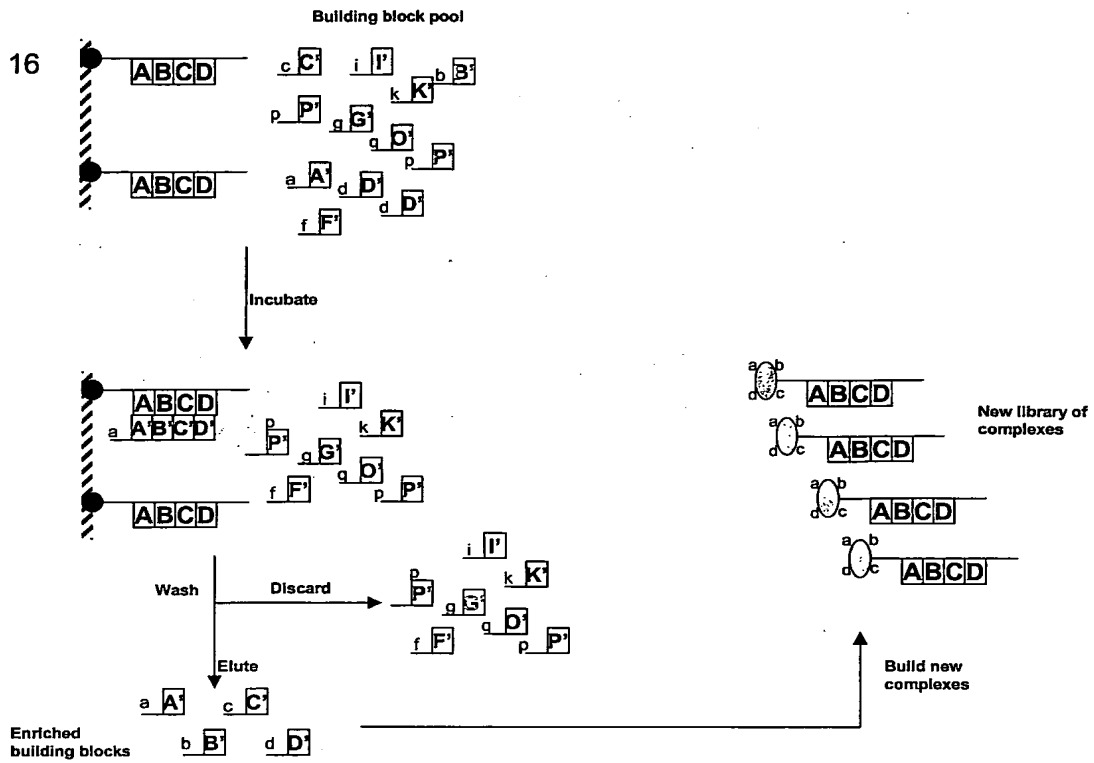 Building block pool
16
ABCD
c C'
i I'
b B'
k K'
p P'
g G'
q O'
p P'
ABCD
a A'
d D'
d D'
f F'
Incubate
ABCD
a A'B'C'D'
i I'
k K'
p P'
g G'
q O'
f F'
p P'
ABCD
a b
d c
ABCD
a b
d c
ABCD
a b
d c
ABCD
a b
d c
ABCD
New library of
complexes
Wash
Discard
i I'
k K'
p P'
g G'
q O'
f F'
p P'
Elute
a A'
c C'
b B'
d D'
Enriched
building blocks
Build new
complexes